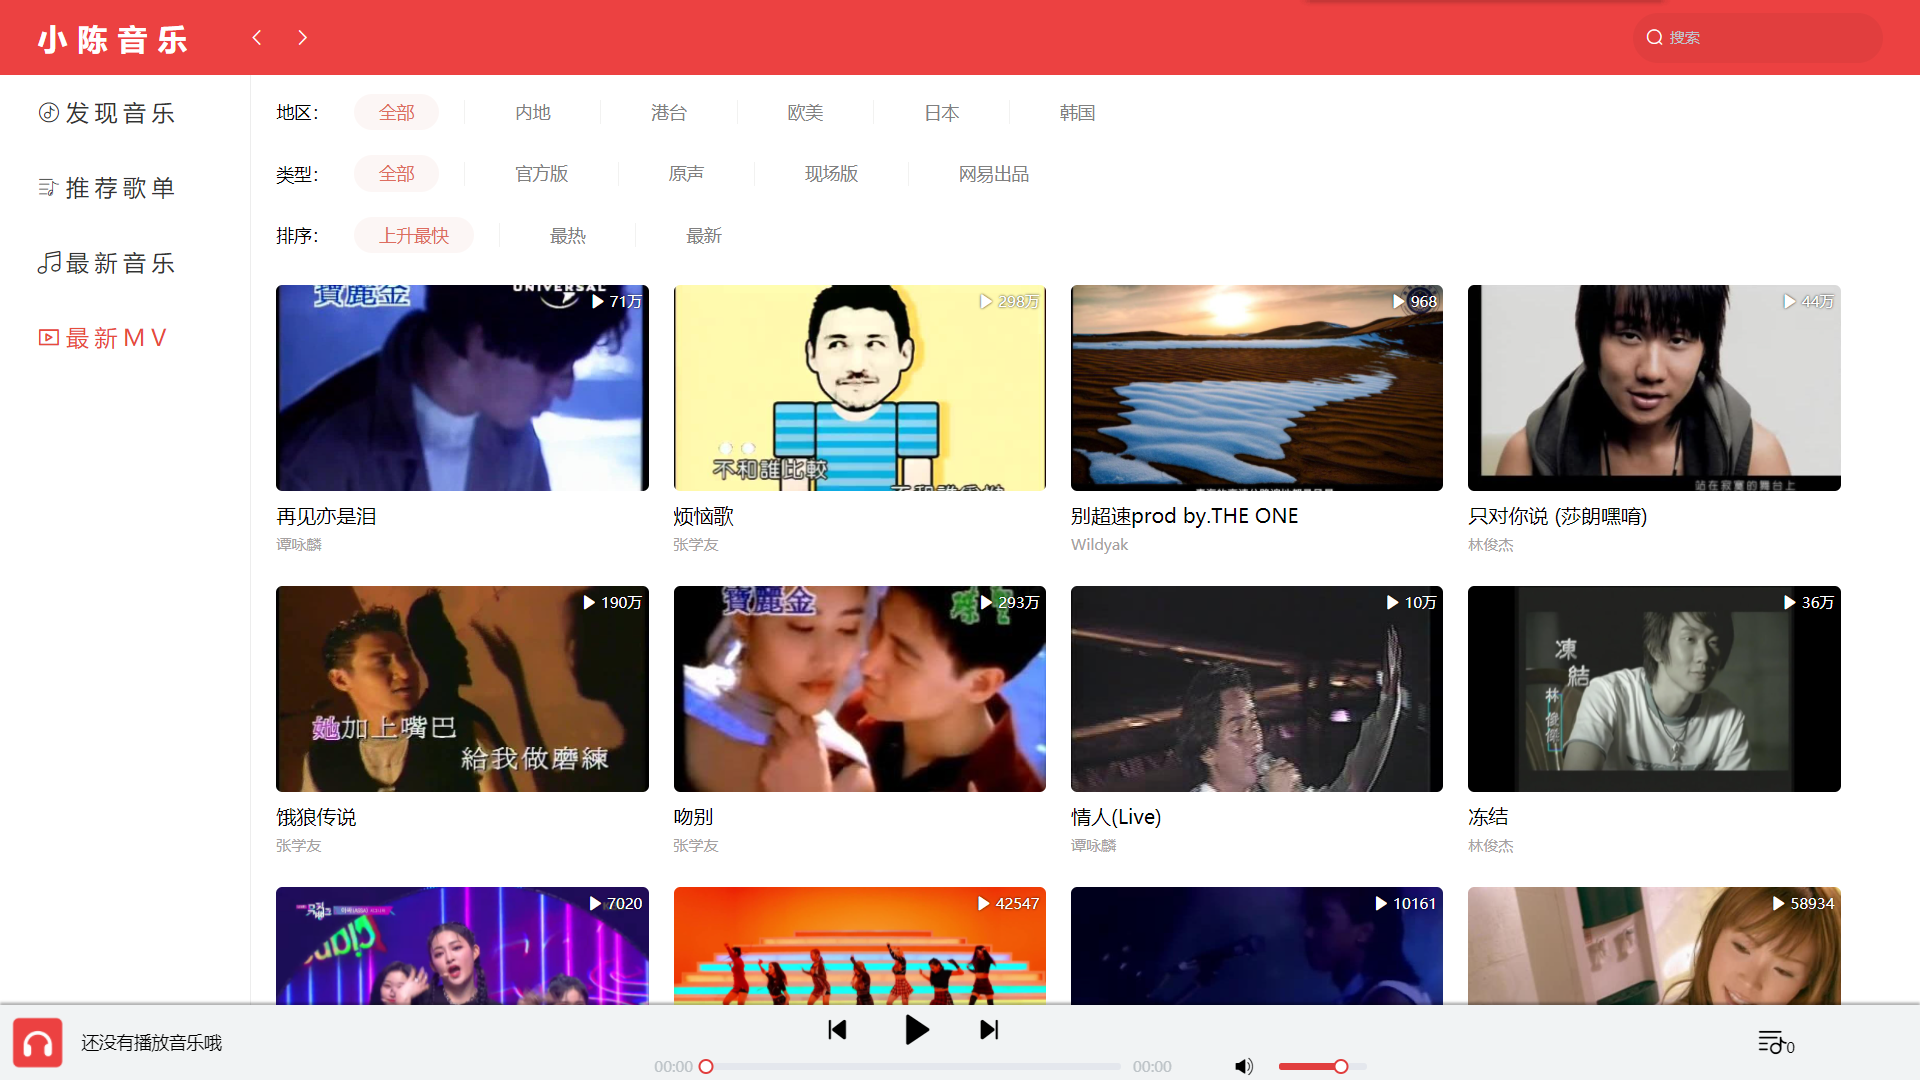 小陈音乐
搜索
发现音乐
推荐歌单
最新音乐
最新MV
地区: 全部 内地 港台 欧美 日本 韩国
类型: 全部 官方版 原声 现场版 网易出品
排序: 上升最快 最热 最新
寶麗金
UNIVERSAL
71万
298万
968
44万
不和誰比較
站在寂寞的舞台上
再见亦是泪
烦恼歌
别超速prod by.THE ONE
只对你说 (莎朗嘿唷)
谭咏麟
张学友
Wildyak
林俊杰
190万
寶麗金
293万
10万
36万
她加上嘴巴
給我做磨練
凍結
林俊傑
饿狼传说
吻别
情人(Live)
冻结
张学友
张学友
谭咏麟
林俊杰
7020
42547
10161
58934
还没有播放音乐哦
00:00
00:00
0